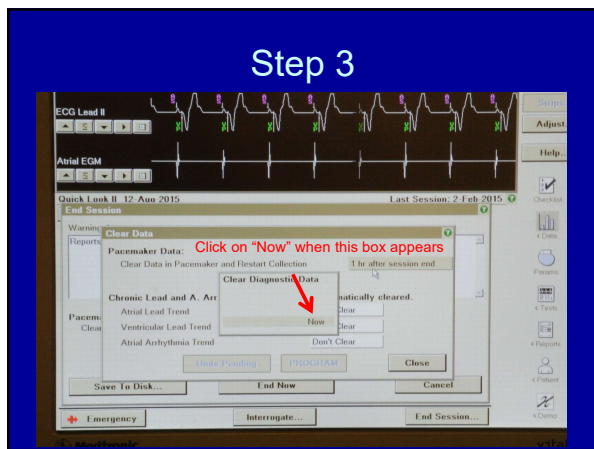 Step 3
Strips
ECG Lead II
Adjust.
S
Help..
Atrial EGM
S
Quick Look II 12-Aug 2015 Last Session: 2-Feb-2015
Checklist
End Session
Warning
Clear Data
Reports
Click on “Now” when this box appears
Pacemaker Data:
Clear Data in Pacemaker and Restart Collection 1 hr after session end
< Data
Params
Clear Diagnostic Data
Chronic Lead and A. Arr matically cleared.
Atrial Lead Trend Clear
Now
< Tests
Pacem
Clear Ventricular Lead Trend Clear
Atrial Arrhythmia Trend Don't Clear
< Reports
Undo Pending PROGRAM Close
< Patient
Save To Disk... End Now Cancel
< Demo
Emergency Interrogate... End Session...
Medtronic vita